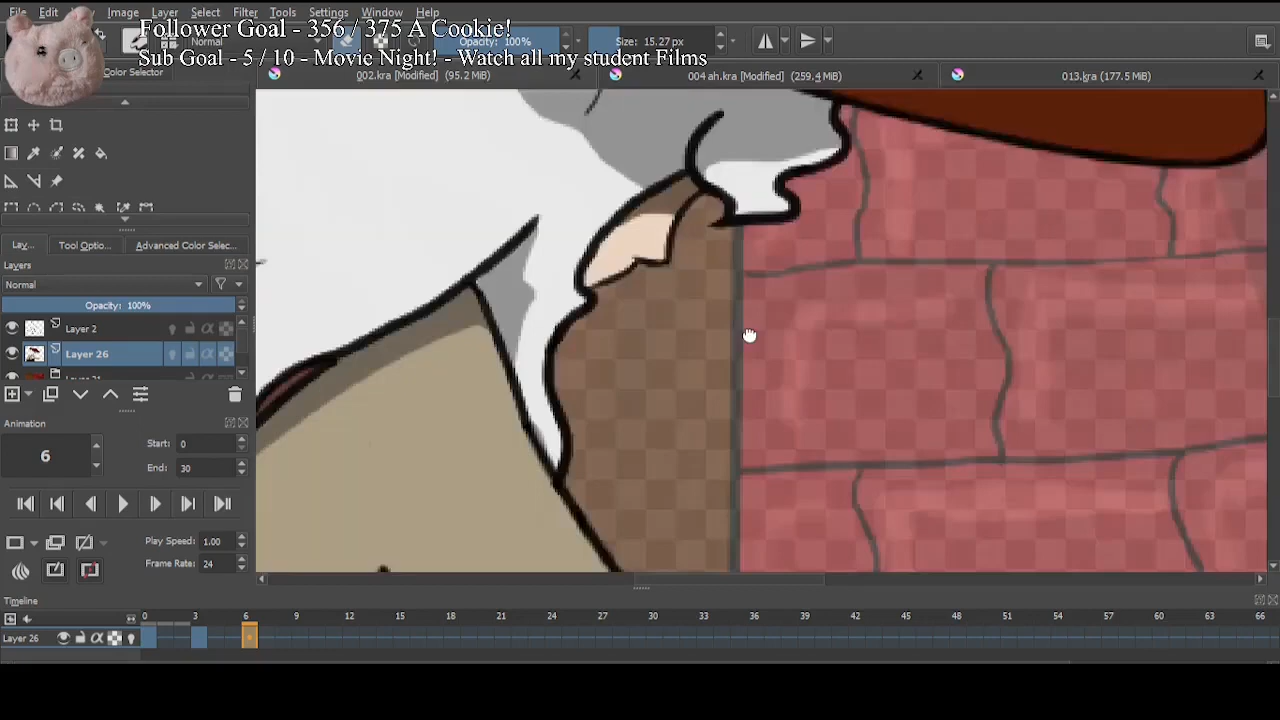 File Edit View Image Layer Select Filter Tools Settings Window Help
Follower Goal - 356 / 375 A Cookie!
Normal Opacity: 100% Size: 15.27 px
Sub Goal - 5 / 10 - Movie Night! - Watch all my student Films
Color Selector
002.kra [Modified] (95.2 MiB) 004 ah.kra [Modified] (259.4 MiB) 013.kra (177.5 MiB)
Lay... Tool Optio... Advanced Color Selec...
Layers
Normal
Opacity: 100%
Layer 2
Layer 26
Animation
6
Start: 0
End: 30
Play Speed: 1.00
Frame Rate: 24
Timeline
0 3 6 9 12 15 18 21 24 27 30 33 36 39 42 45 48 51 54 57 60 63 66
Layer 26